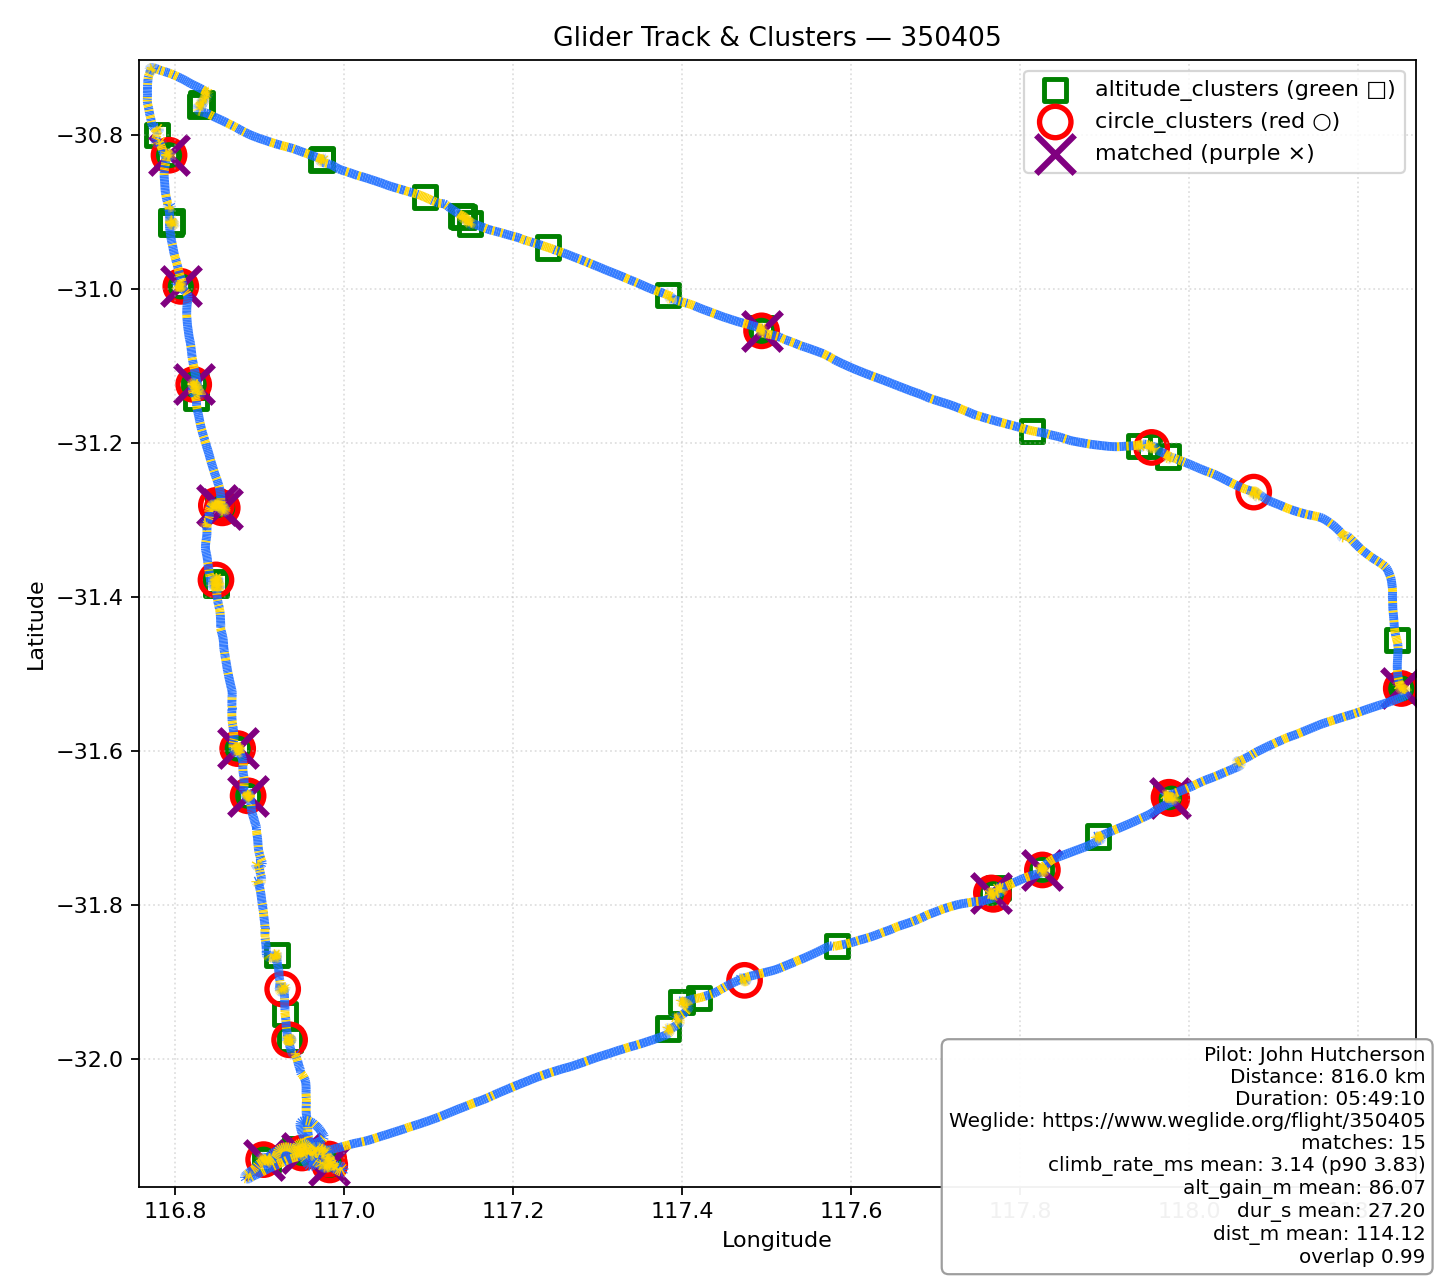 Glider Track & Clusters — 350405
altitude_clusters (green □)
circle_clusters (red ○)
matched (purple ×)
Latitude
−30.8
−31.0
−31.2
−31.4
−31.6
−31.8
−32.0
116.8
117.0
117.2
117.4
117.6
117.8
118.0
Longitude
Pilot: John Hutcherson
Distance: 816.0 km
Duration: 05:49:10
Weglide: https://www.weglide.org/flight/350405
matches: 15
climb_rate_ms mean: 3.14 (p90 3.83)
alt_gain_m mean: 86.07
dur_s mean: 27.20
dist_m mean: 114.12
overlap 0.99